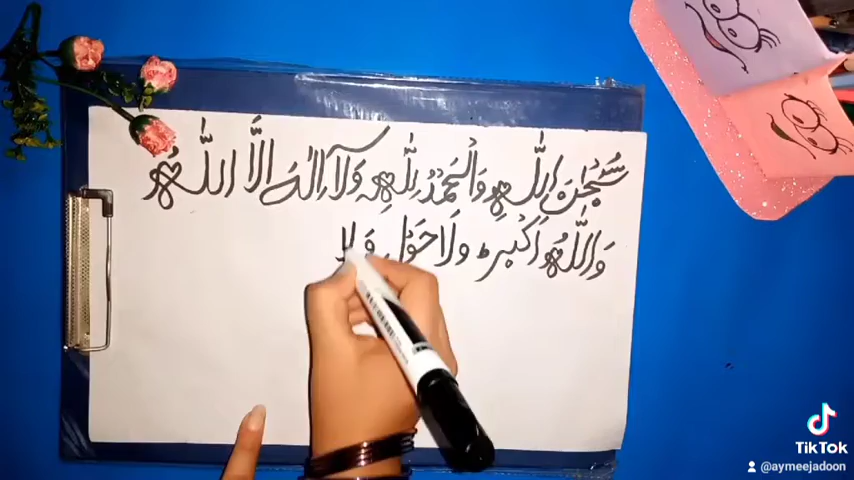 سُبْحٰنَ اللّٰهِ وَالْحَمْدُ لِلّٰهِ وَلَآ اِلٰهَ اِلَّا اللّٰهُ
وَاللّٰهُ اَكْبَرُ ط وَلَا حَوْلَ وَلَا
TikTok
@aymeejadoon